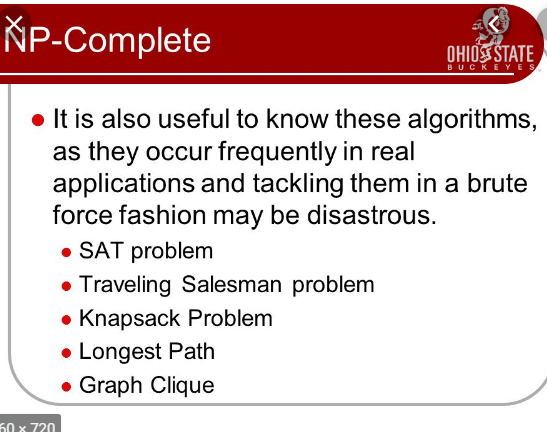 NP-Complete
OHIO STATE
BUCKEYES
It is also useful to know these algorithms,
as they occur frequently in real
applications and tackling them in a brute
force fashion may be disastrous.
SAT problem
Traveling Salesman problem
Knapsack Problem
Longest Path
Graph Clique
60 × 720